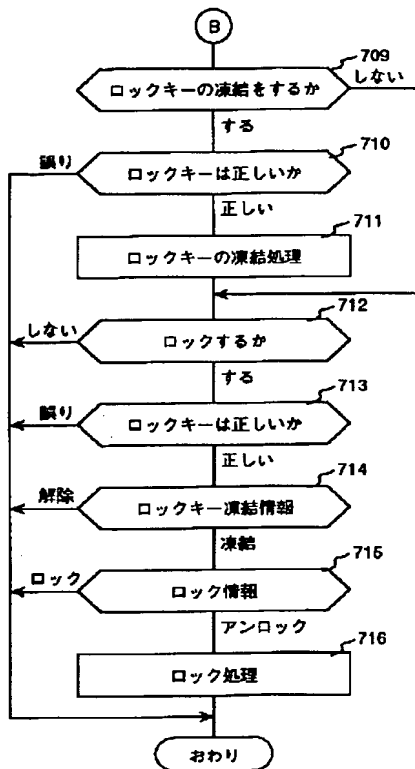 B
709
ロックキーの凍結をするか
しない
する
710
誤り
ロックキーは正しいか
正しい
711
ロックキーの凍結処理
712
しない
ロックするか
する
713
誤り
ロックキーは正しいか
正しい
714
解除
ロックキー凍結情報
凍結
715
ロック
ロック情報
アンロック
716
ロック処理
おわり